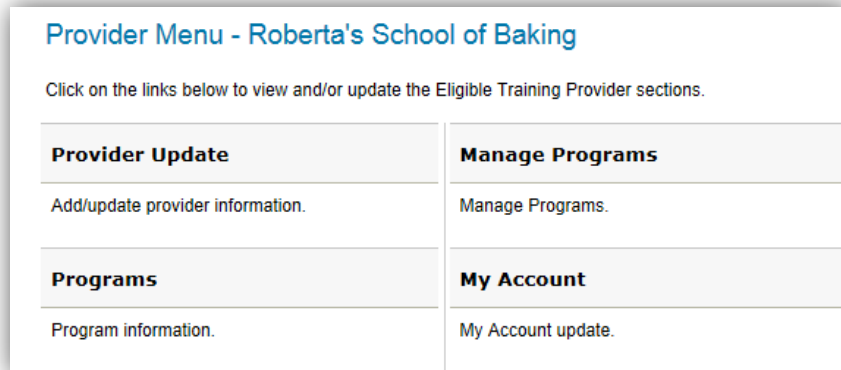 Provider Menu - Roberta's School of Baking
Click on the links below to view and/or update the Eligible Training Provider sections.
Provider Update
Manage Programs
Add/update provider information.
Manage Programs.
Programs
My Account
Program information.
My Account update.